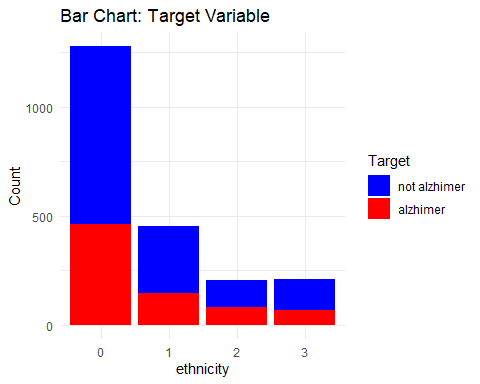 Bar Chart: Target Variable
1000
500
0
Count
0 1 2 3
ethnicity
Target
not alzhimer
alzhimer